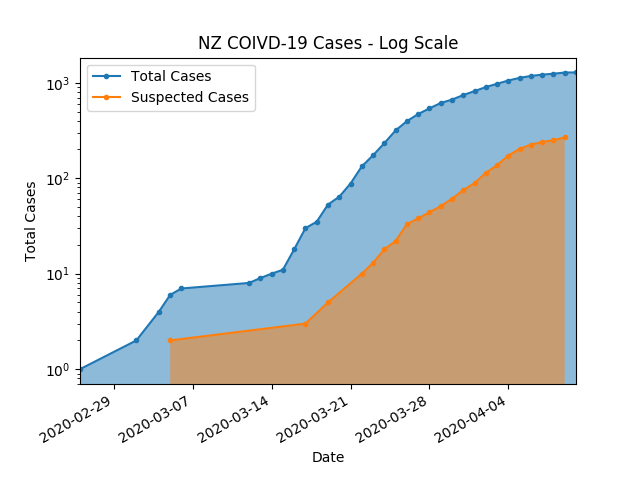 NZ COIVD-19 Cases - Log Scale
Total Cases
Suspected Cases
Total Cases
10³
10²
10¹
10⁰
2020-02-29
2020-03-07
2020-03-14
2020-03-21
2020-03-28
2020-04-04
Date